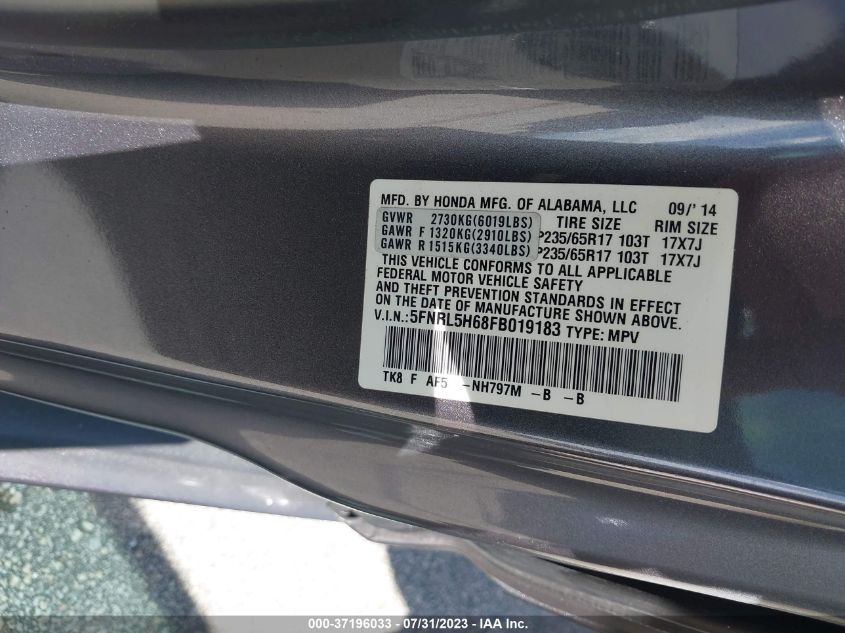 MFD. BY HONDA MFG. OF ALABAMA, LLC 09/'14
GVWR 2730KG(6019LBS) TIRE SIZE RIM SIZE
GAWR F 1320KG(2910LBS) P235/65R17 103T 17X7J
GAWR R 1515KG(3340LBS) P235/65R17 103T 17X7J
THIS VEHICLE CONFORMS TO ALL APPLICABLE
FEDERAL MOTOR VEHICLE SAFETY
AND THEFT PREVENTION STANDARDS IN EFFECT
ON THE DATE OF MANUFACTURE SHOWN ABOVE.
V.I.N.: 5FNRL5H68FB019183 TYPE: MPV
TK8 F AF5 -NH797M -B -B
000-37196033 - 07/31/2023 - IAA Inc.